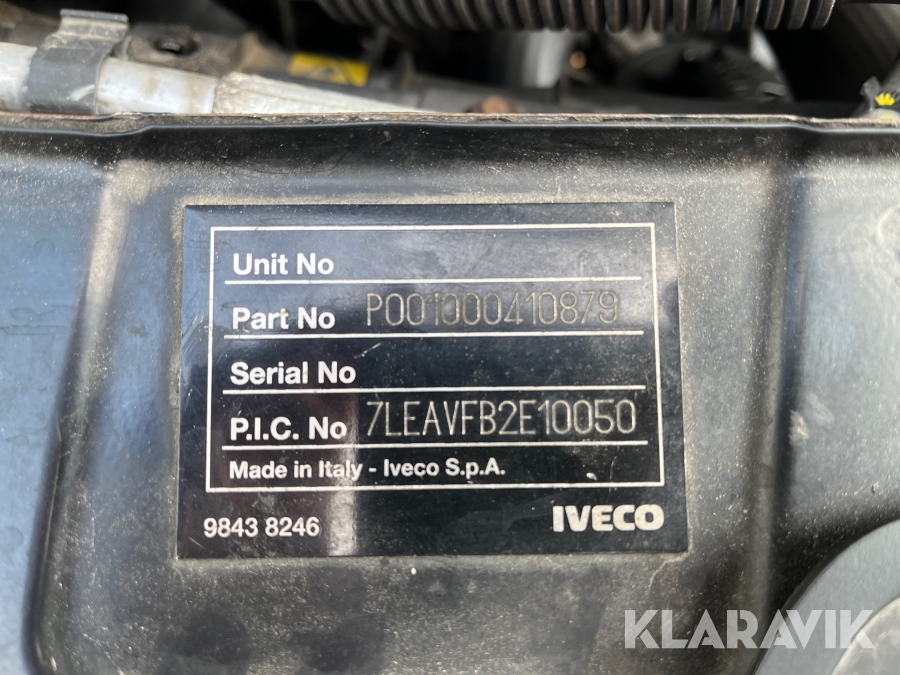 Unit No
Part No P001000410879
Serial No
P.I.C. No 7LEAVFB2E10050
Made in Italy - Iveco S.p.A.
9843 8246 IVECO
KLARAVIK